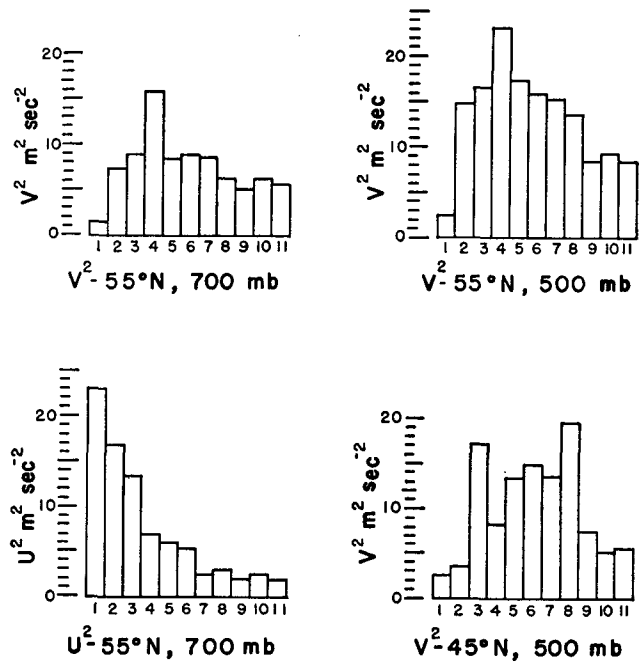 20
10
0
V² m² sec⁻²
1 2 3 4 5 6 7 8 9 10 11
V²- 55°N, 700 mb
20
10
0
V² m² sec⁻²
1 2 3 4 5 6 7 8 9 10 11
V²- 55°N, 500 mb
20
10
0
U² m² sec⁻²
1 2 3 4 5 6 7 8 9 10 11
U²-55°N, 700 mb
20
10
0
V² m² sec⁻²
1 2 3 4 5 6 7 8 9 10 11
V²-45°N, 500 mb